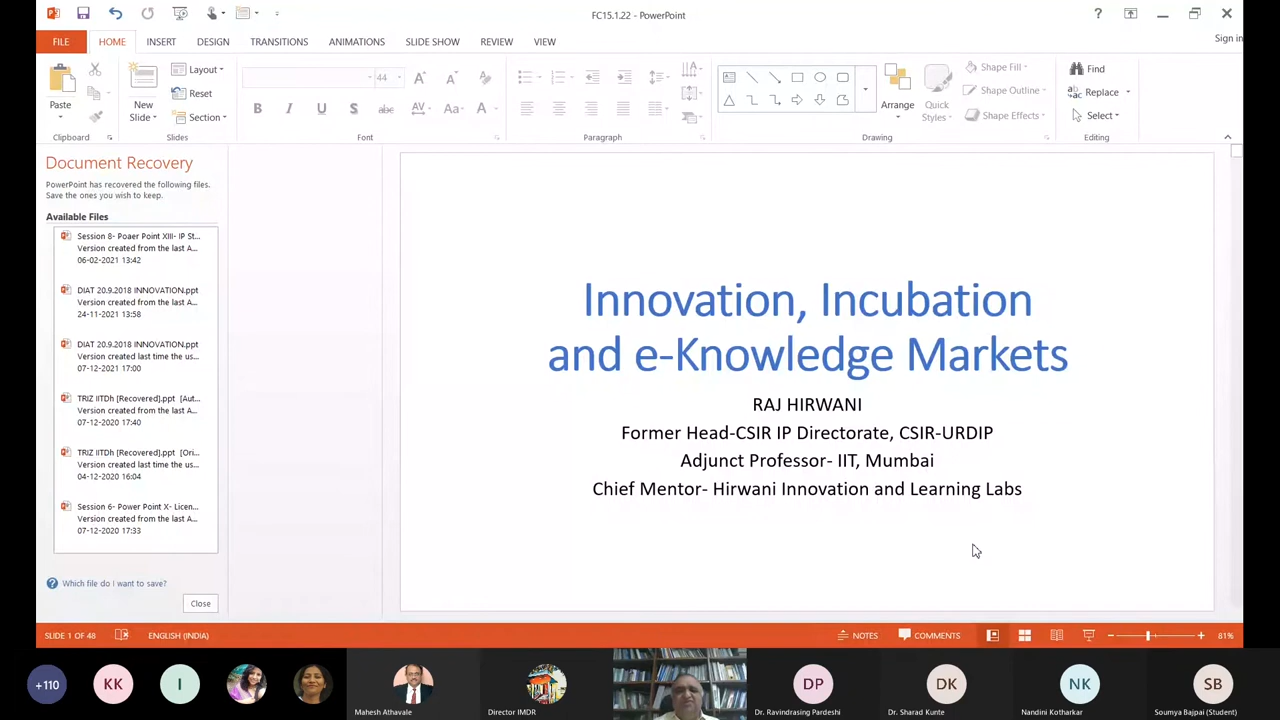 FC15.1.22 - PowerPoint
?
Sign in
FILE HOME INSERT DESIGN TRANSITIONS ANIMATIONS SLIDE SHOW REVIEW VIEW
Paste
Clipboard
New
Slide
Layout
Reset
Section
Slides
44
B I U S abc AV Aa A
Font
Paragraph
Arrange
Quick
Styles
Shape Fill
Shape Outline
Shape Effects
Drawing
Find
Replace
Select
Editing
Document Recovery
PowerPoint has recovered the following files.
Save the ones you wish to keep.
Available Files
Session 8- Poaer Point XIII- IP St...
Version created from the last A...
06-02-2021 13:42
DIAT 20.9.2018 INNOVATION.ppt
Version created from the last A...
24-11-2021 13:58
DIAT 20.9.2018 INNOVATION.ppt
Version created last time the us...
07-12-2021 17:00
TRIZ IITDh [Recovered].ppt [Aut...
Version created from the last A...
07-12-2020 17:40
TRIZ IITDh [Recovered].ppt [Ori...
Version created last time the us...
04-12-2020 16:04
Session 6- Power Point X- Licen...
Version created from the last A...
07-12-2020 17:33
Which file do I want to save?
Close
Innovation, Incubation
and e-Knowledge Markets
RAJ HIRWANI
Former Head-CSIR IP Directorate, CSIR-URDIP
Adjunct Professor- IIT, Mumbai
Chief Mentor- Hirwani Innovation and Learning Labs
SLIDE 1 OF 48 ENGLISH (INDIA) NOTES COMMENTS 81%
+110 KK I DP DK NK SB
Mahesh Athavale Director IMDR Dr. Ravindrasing Pardeshi Dr. Sharad Kunte Nandini Kotharkar Soumya Bajpai (Student)